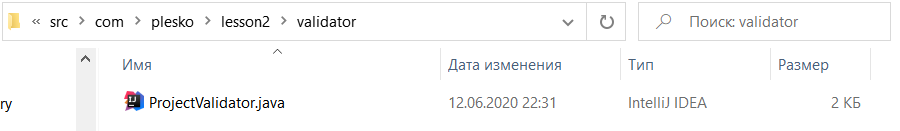 « src > com > plesko > lesson2 > validator
Поиск: validator
Имя Дата изменения Тип Размер
ry
ProjectValidator.java 12.06.2020 22:31 IntelliJ IDEA 2 КБ